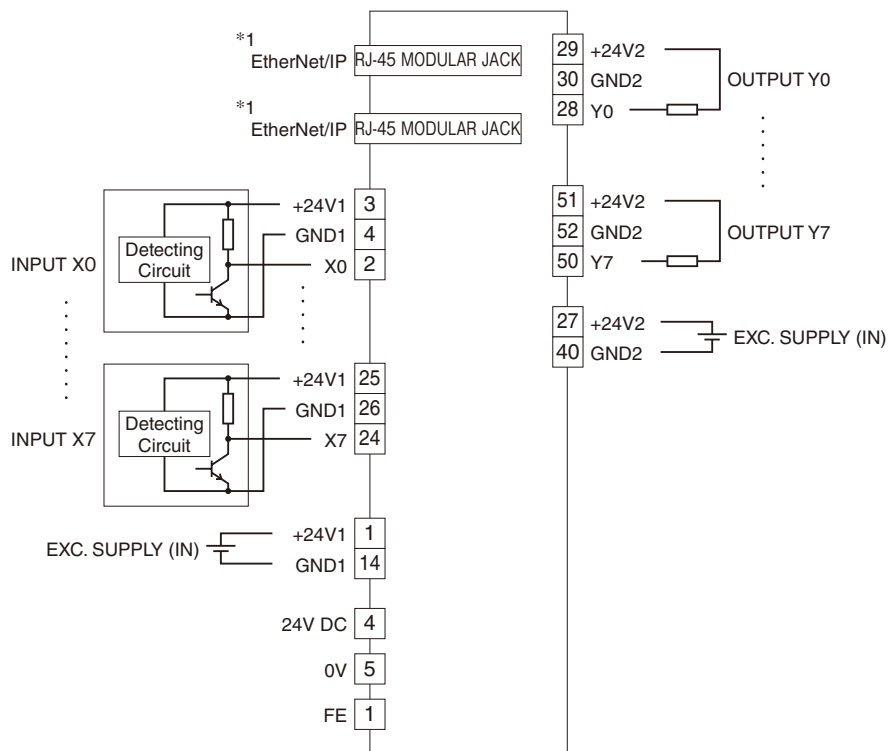 *1
EtherNet/IP RJ-45 MODULAR JACK
*1
EtherNet/IP RJ-45 MODULAR JACK
INPUT X0
Detecting
Circuit
+24V1 3
GND1 4
X0 2
INPUT X7
Detecting
Circuit
+24V1 25
GND1 26
X7 24
EXC. SUPPLY (IN)
+24V1 1
GND1 14
24V DC 4
0V 5
FE 1
29 +24V2
30 GND2
28 Y0
OUTPUT Y0
51 +24V2
52 GND2
50 Y7
OUTPUT Y7
27 +24V2
40 GND2
EXC. SUPPLY (IN)